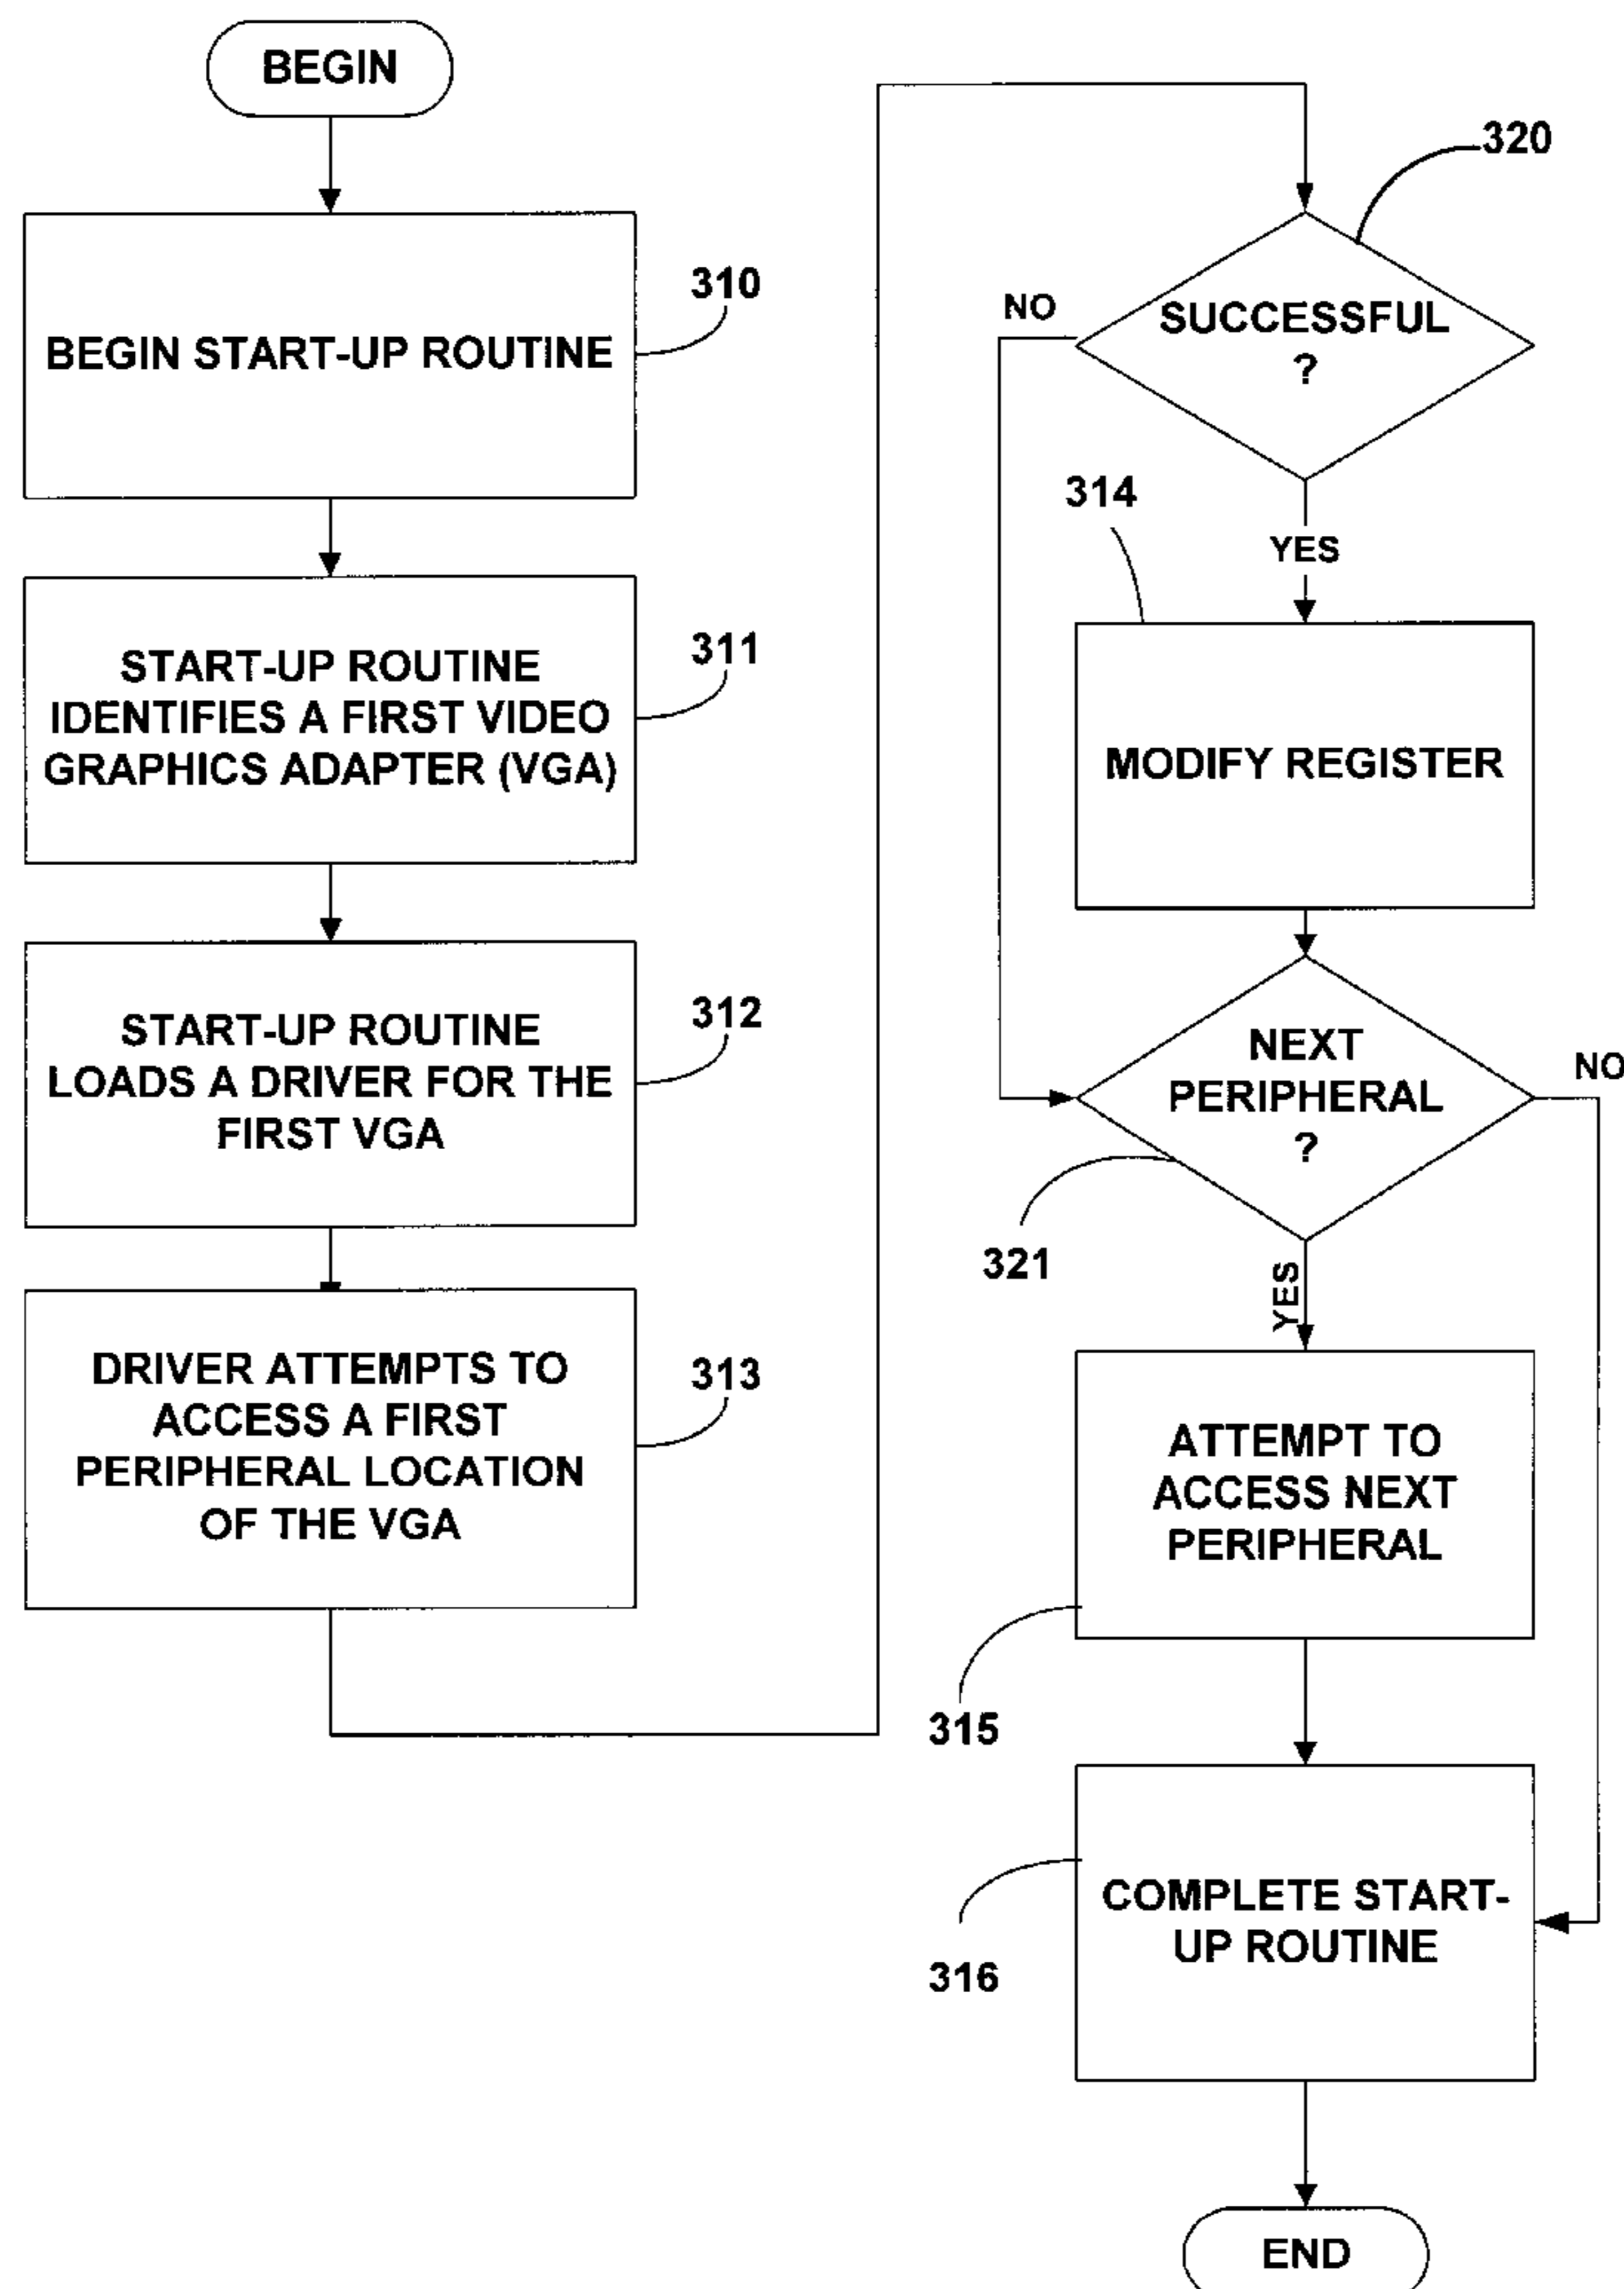 BEGIN
BEGIN START-UP ROUTINE
310
START-UP ROUTINE
IDENTIFIES A FIRST VIDEO
GRAPHICS ADAPTER (VGA)
311
START-UP ROUTINE
LOADS A DRIVER FOR THE
FIRST VGA
312
DRIVER ATTEMPTS TO
ACCESS A FIRST
PERIPHERAL LOCATION
OF THE VGA
313
320
SUCCESSFUL
?
NO
YES
314
MODIFY REGISTER
NEXT
PERIPHERAL
?
NO
321
YES
ATTEMPT TO
ACCESS NEXT
PERIPHERAL
315
COMPLETE START-
UP ROUTINE
316
END